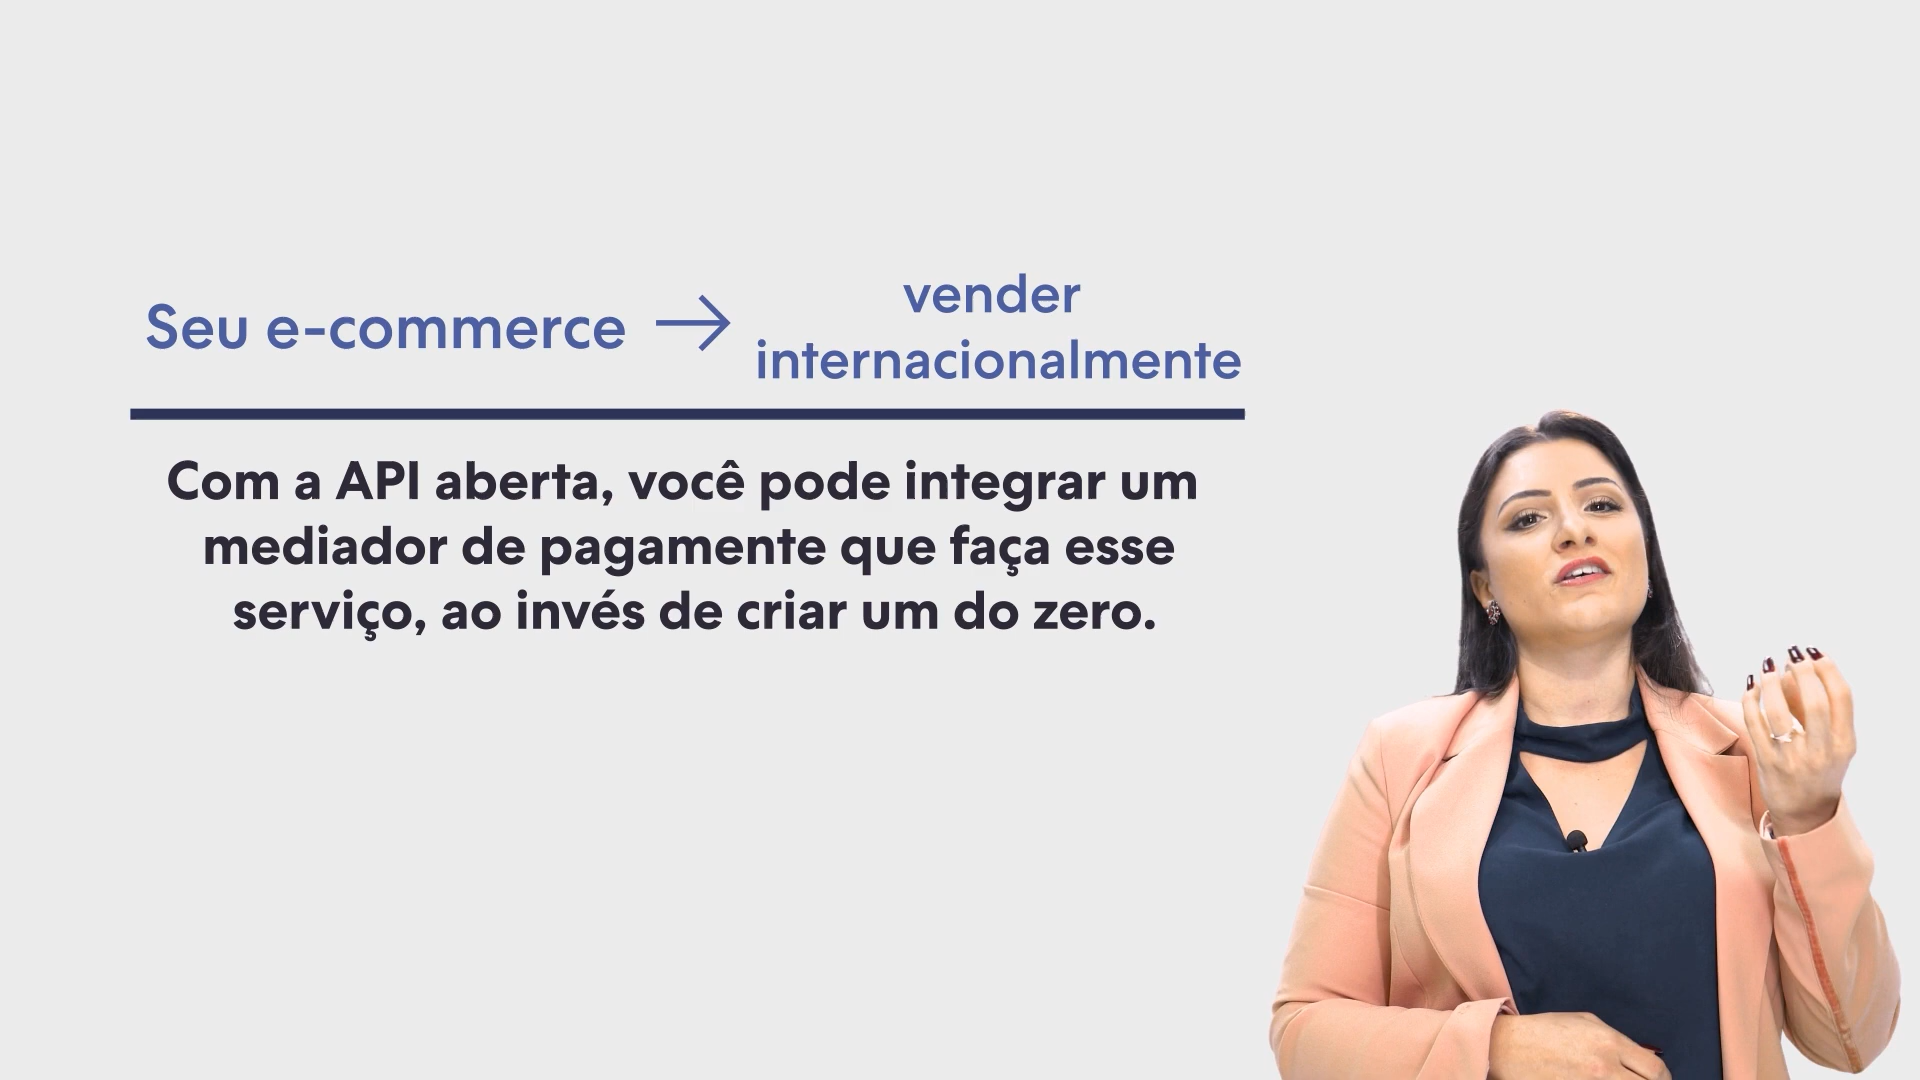 Seu e-commerce → vender
internacionalmente
Com a API aberta, você pode integrar um
mediador de pagamente que faça esse
serviço, ao invés de criar um do zero.